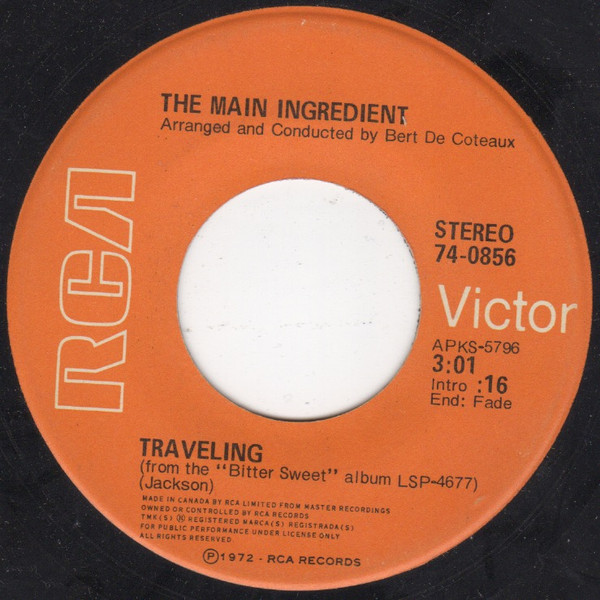 THE MAIN INGREDIENT
Arranged and Conducted by Bert De Coteaux
RCA
STEREO
74-0856
Victor
APKS-5796
3:01
Intro :16
End: Fade
TRAVELING
(from the "Bitter Sweet" album LSP-4677)
(Jackson)
MADE IN CANADA BY RCA LIMITED FROM MASTER RECORDINGS
OWNED OR CONTROLLED BY RCA RECORDS
TMK(S) ® REGISTERED MARCA(S) REGISTRADA(S)
FOR PUBLIC PERFORMANCE UNDER LICENSE ONLY
ALL RIGHTS RESERVED
℗ 1972 - RCA RECORDS